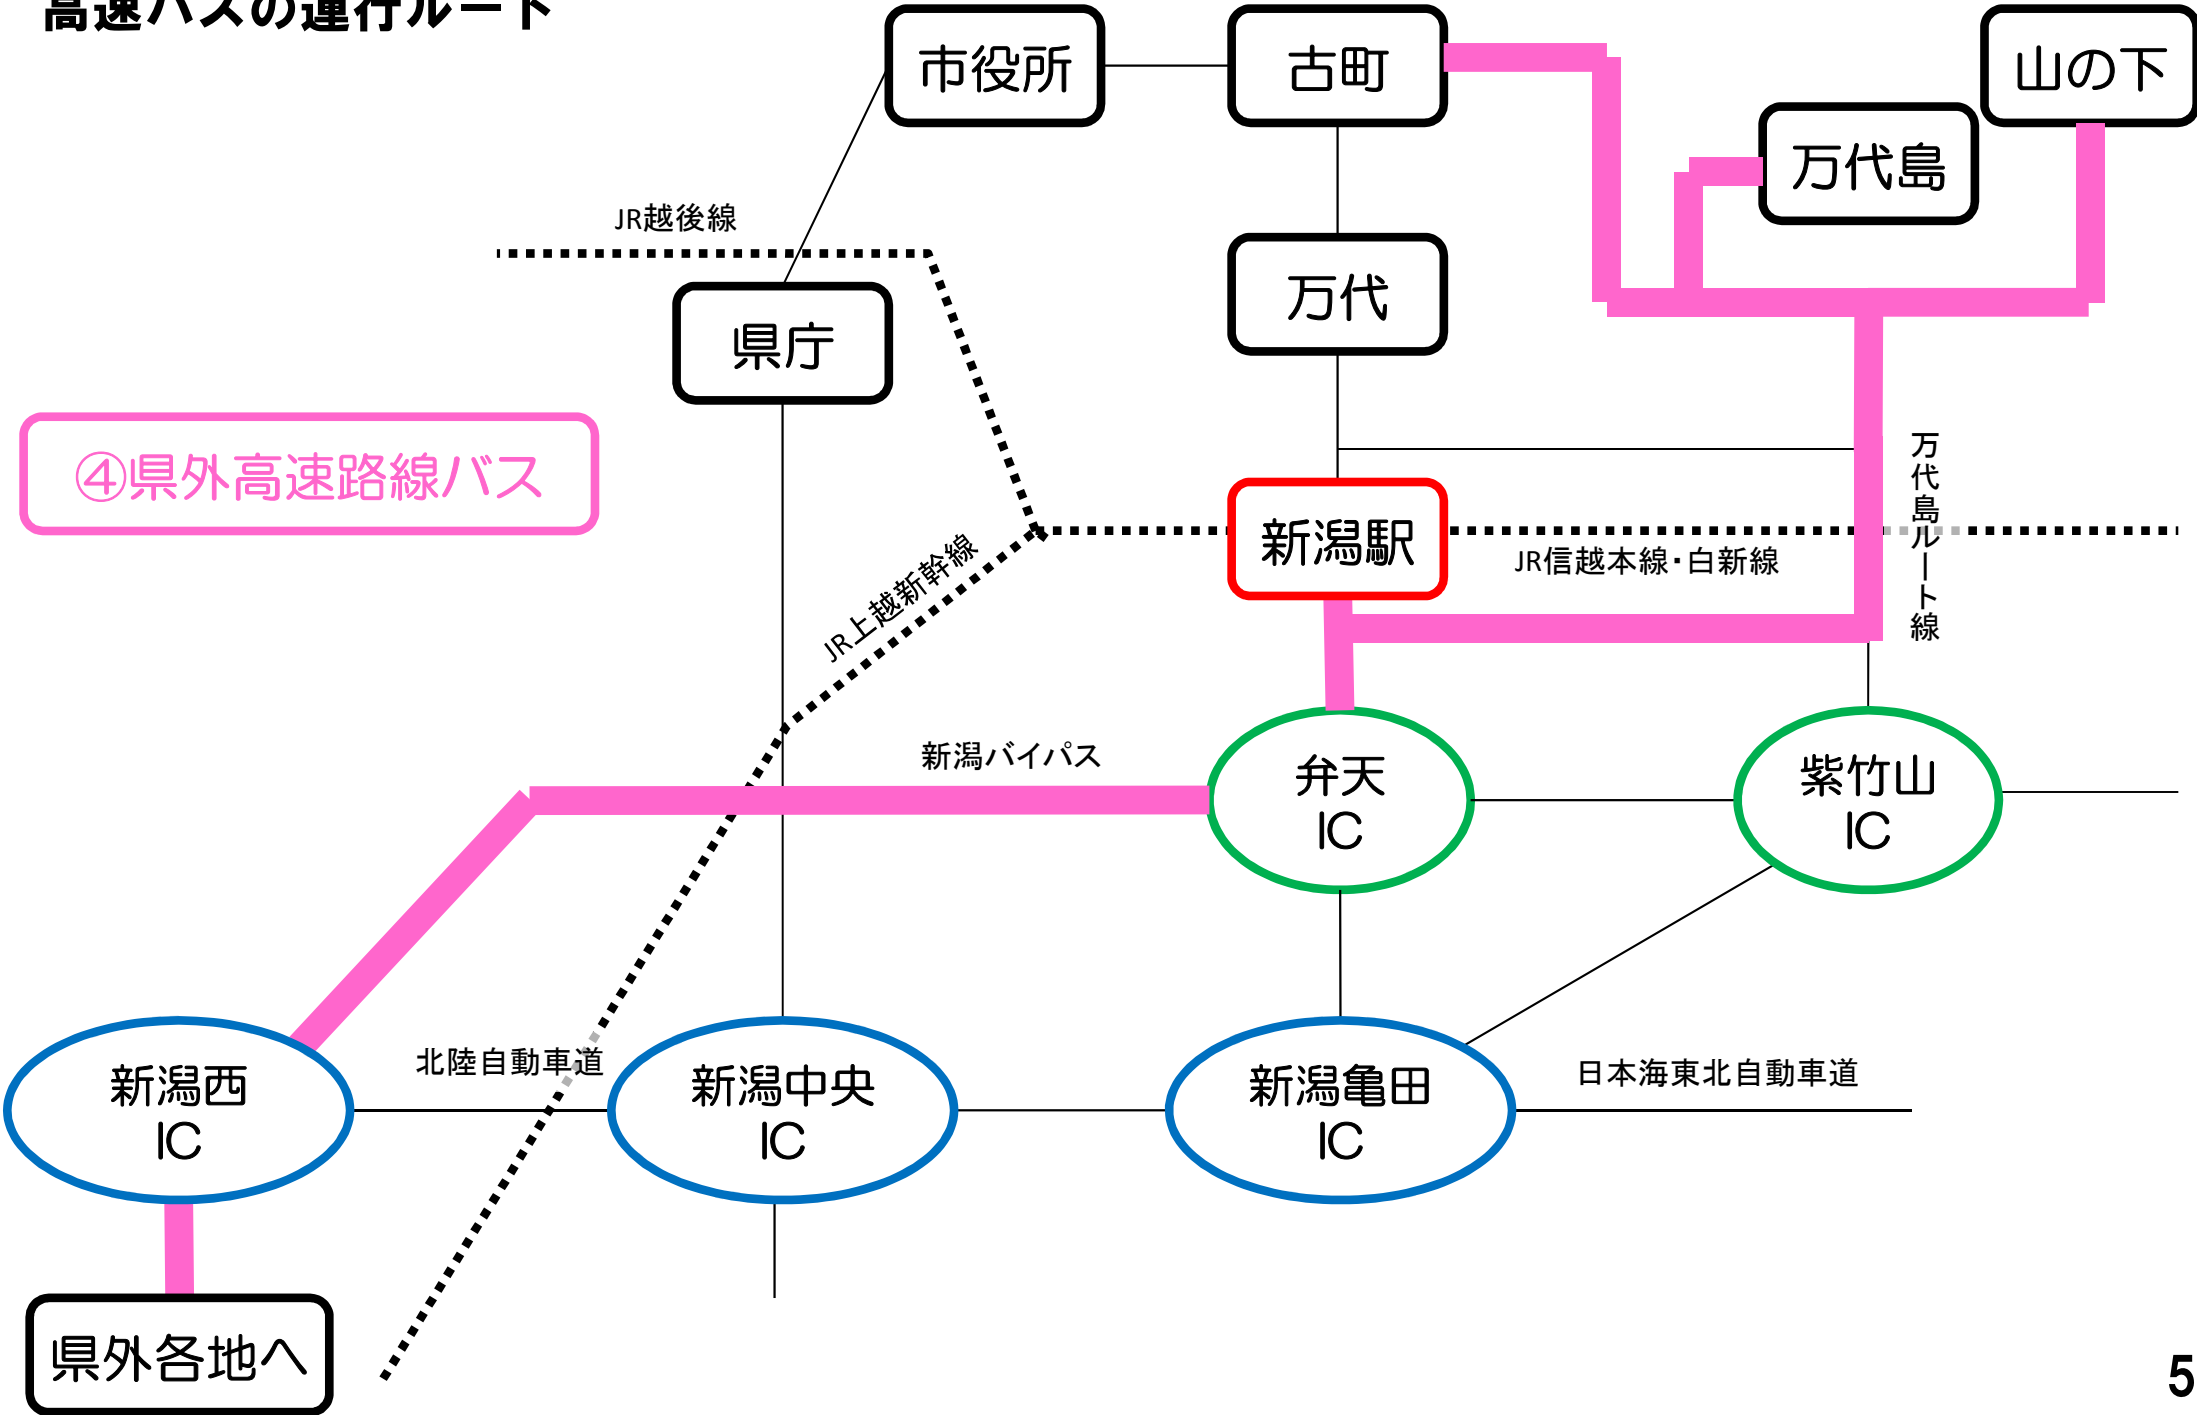 高速バスの運行ルート
市役所
古町
山の下
万代島
JR越後線
万代
県庁
④県外高速路線バス
万代島ルート線
新潟駅
JR信越本線・白新線
JR上越新幹線
新潟バイパス
弁天
IC
紫竹山
IC
北陸自動車道
新潟西
IC
新潟中央
IC
新潟亀田
IC
日本海東北自動車道
県外各地へ
5